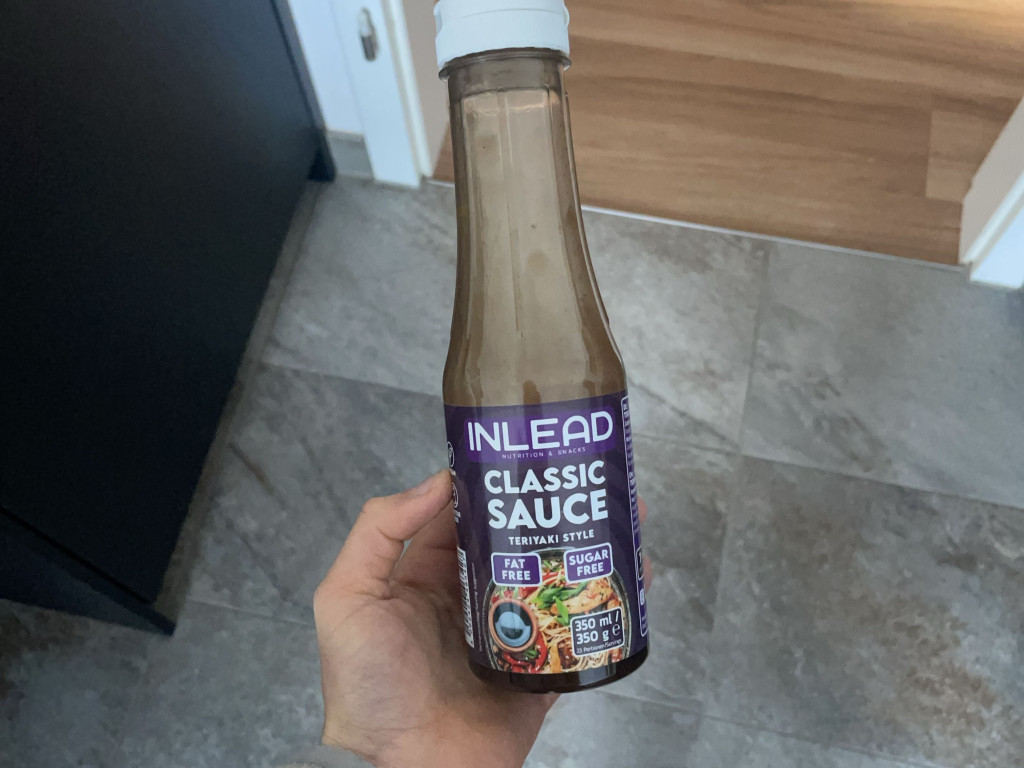 INLEAD
NUTRITION & SNACKS
CLASSIC
SAUCE
TERIYAKI STYLE
FAT
FREE
SUGAR
FREE
350 ml /
350 g e